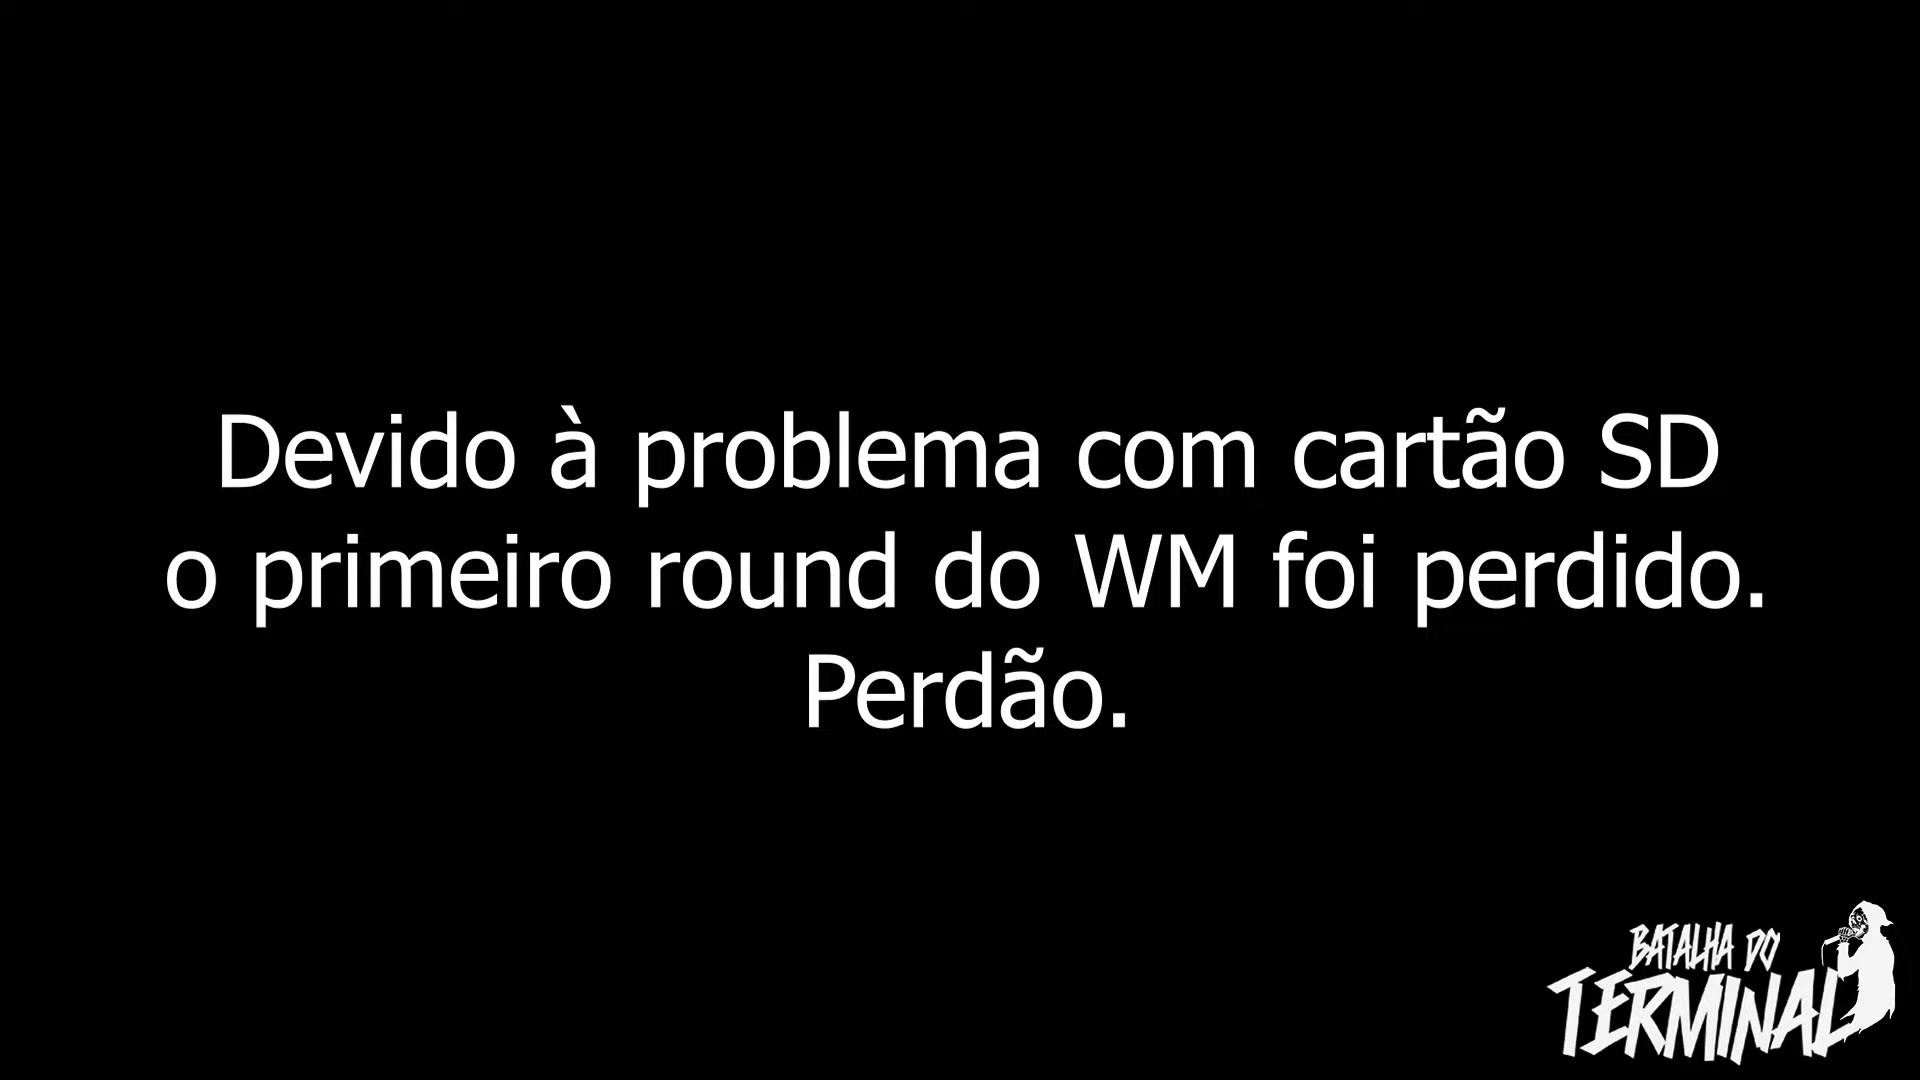 Devido à problema com cartão SD
o primeiro round do WM foi perdido.
Perdão.
BATALHA DO
TERMINAL